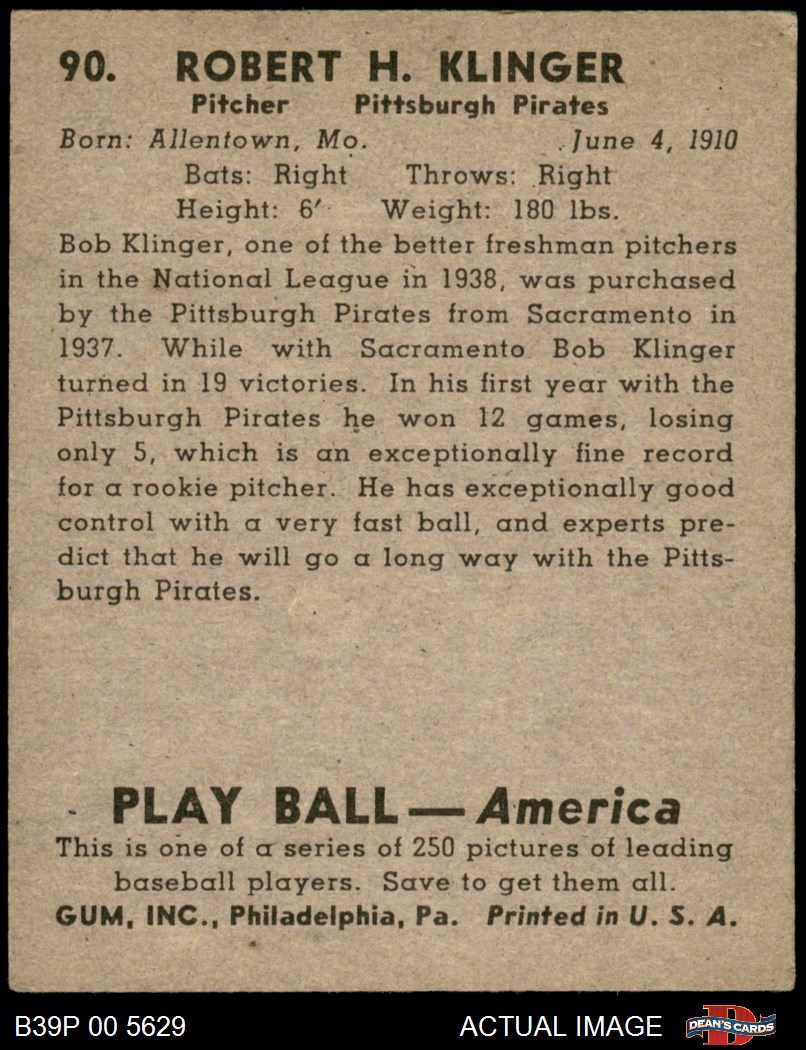 90. ROBERT H. KLINGER
Pitcher Pittsburgh Pirates
Born: Allentown, Mo. June 4, 1910
Bats: Right Throws: Right
Height: 6′ Weight: 180 lbs.
Bob Klinger, one of the better freshman pitchers
in the National League in 1938, was purchased
by the Pittsburgh Pirates from Sacramento in
1937. While with Sacramento Bob Klinger
turned in 19 victories. In his first year with the
Pittsburgh Pirates he won 12 games, losing
only 5, which is an exceptionally fine record
for a rookie pitcher. He has exceptionally good
control with a very fast ball, and experts pre-
dict that he will go a long way with the Pitts-
burgh Pirates.
PLAY BALL — America
This is one of a series of 250 pictures of leading
baseball players. Save to get them all.
GUM, INC., Philadelphia, Pa. Printed in U. S. A.
B39P 00 5629 ACTUAL IMAGE D DEAN'S CARDS